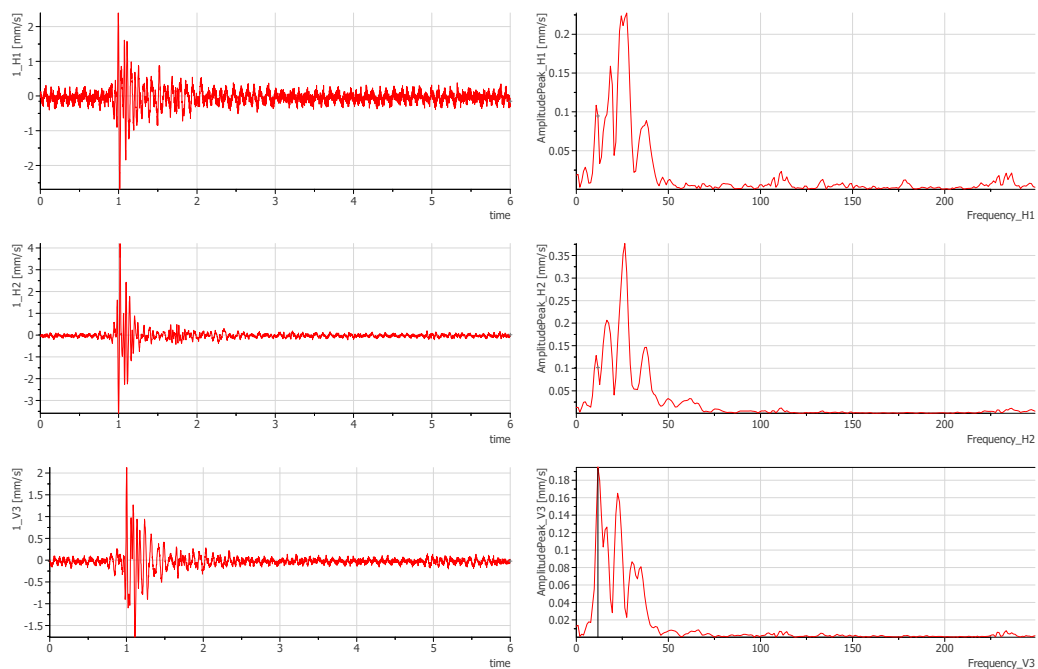 1_H1 [mm/s]
2
1
0
-1
-2
0 1 2 3 4 5 6
time
AmplitudePeak_H1 [mm/s]
0.2
0.15
0.1
0.05
0 50 100 150 200
Frequency_H1
1_H2 [mm/s]
4
3
2
1
0
-1
-2
-3
0 1 2 3 4 5 6
time
AmplitudePeak_H2 [mm/s]
0.35
0.3
0.25
0.2
0.15
0.1
0.05
0 50 100 150 200
Frequency_H2
1_V3 [mm/s]
2
1.5
1
0.5
0
-0.5
-1
-1.5
0 1 2 3 4 5 6
time
AmplitudePeak_V3 [mm/s]
0.18
0.16
0.14
0.12
0.1
0.08
0.06
0.04
0.02
0 50 100 150 200
Frequency_V3